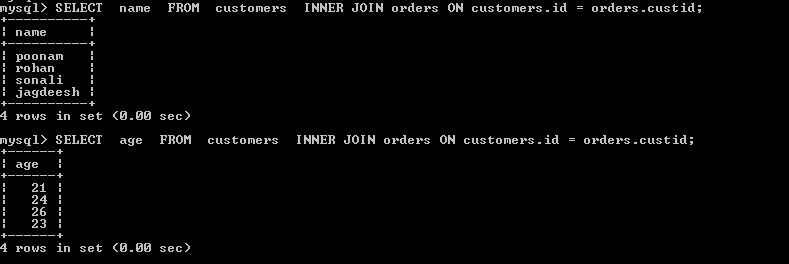 mysql> SELECT  name  FROM  customers  INNER JOIN orders ON customers.id = orders.custid;
+----------+
| name     |
+----------+
| poonam   |
| rohan    |
| sonali   |
| jagdeesh |
+----------+
4 rows in set (0.00 sec)
mysql> SELECT  age  FROM  customers  INNER JOIN orders ON customers.id = orders.custid;
+------+
| age  |
+------+
|   21 |
|   24 |
|   26 |
|   23 |
+------+
4 rows in set (0.00 sec)